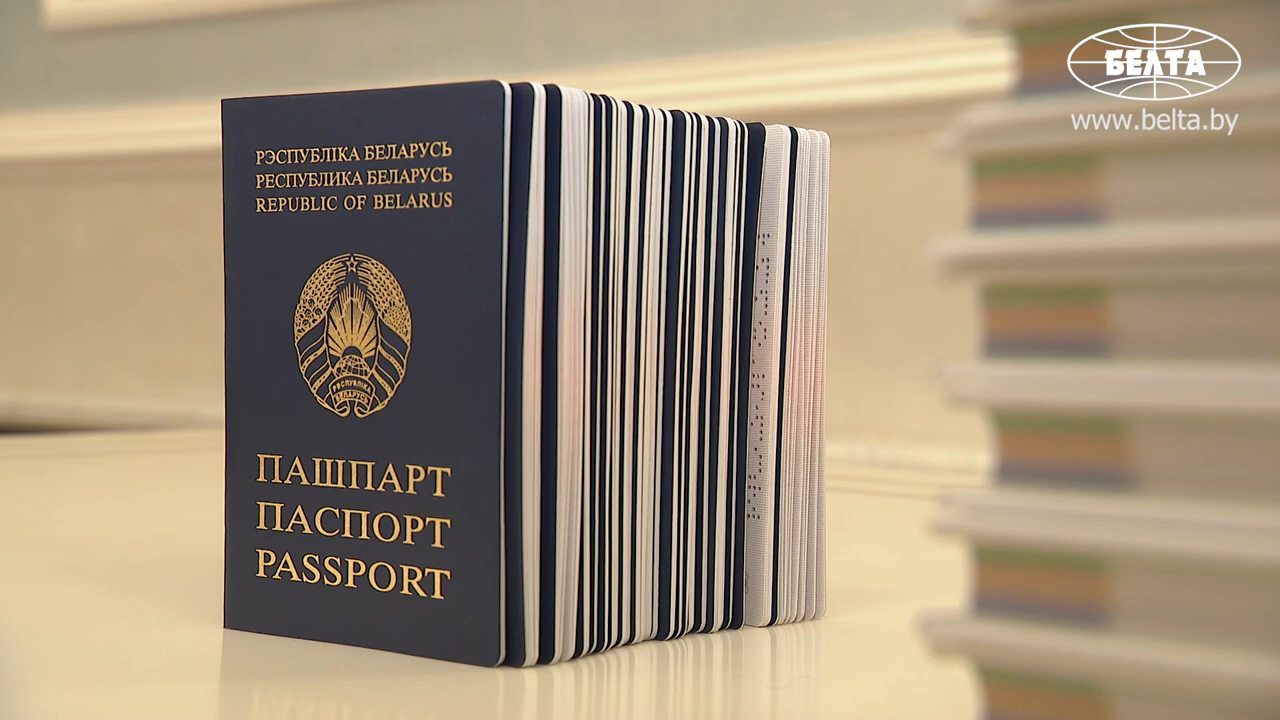 БЕЛТА
www.belta.by
РЭСПУБЛІКА БЕЛАРУСЬ
РЕСПУБЛИКА БЕЛАРУСЬ
REPUBLIC OF BELARUS
РЭСПУБЛІКА
БЕЛАРУСЬ
ПАШПАРТ
ПАСПОРТ
PASSPORT